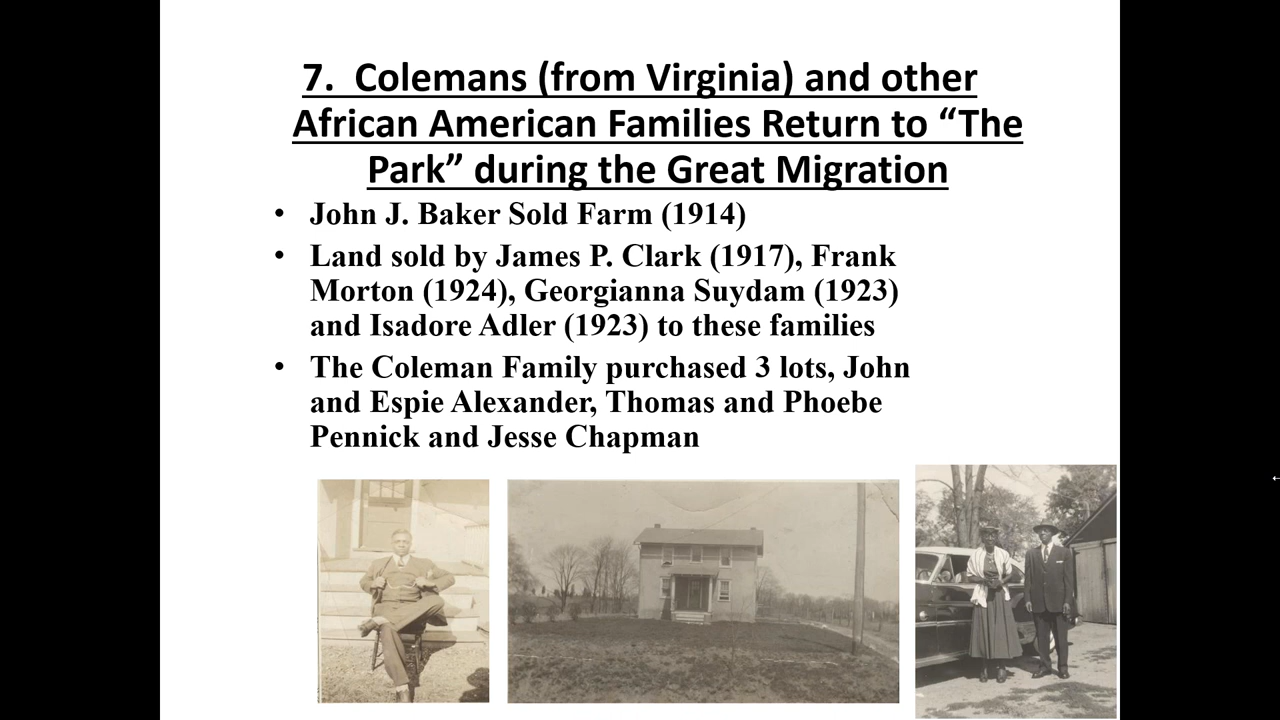 7.  Colemans (from Virginia) and other
African American Families Return to “The
Park” during the Great Migration
• John J. Baker Sold Farm (1914)
• Land sold by James P. Clark (1917), Frank
Morton (1924), Georgianna Suydam (1923)
and Isadore Adler (1923) to these families
• The Coleman Family purchased 3 lots, John
and Espie Alexander, Thomas and Phoebe
Pennick and Jesse Chapman